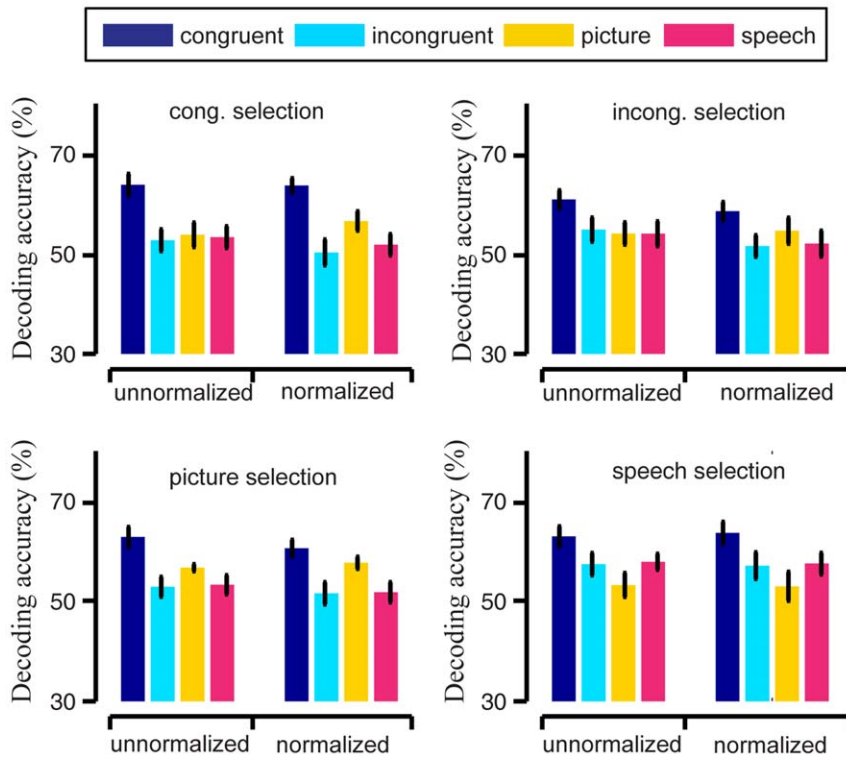 congruent incongruent picture speech
cong. selection
Decoding accuracy (%)
70
50
30
unnormalized normalized
incong. selection
Decoding accuracy (%)
70
50
30
unnormalized normalized
picture selection
Decoding accuracy (%)
70
50
30
unnormalized normalized
speech selection
Decoding accuracy (%)
70
50
30
unnormalized normalized